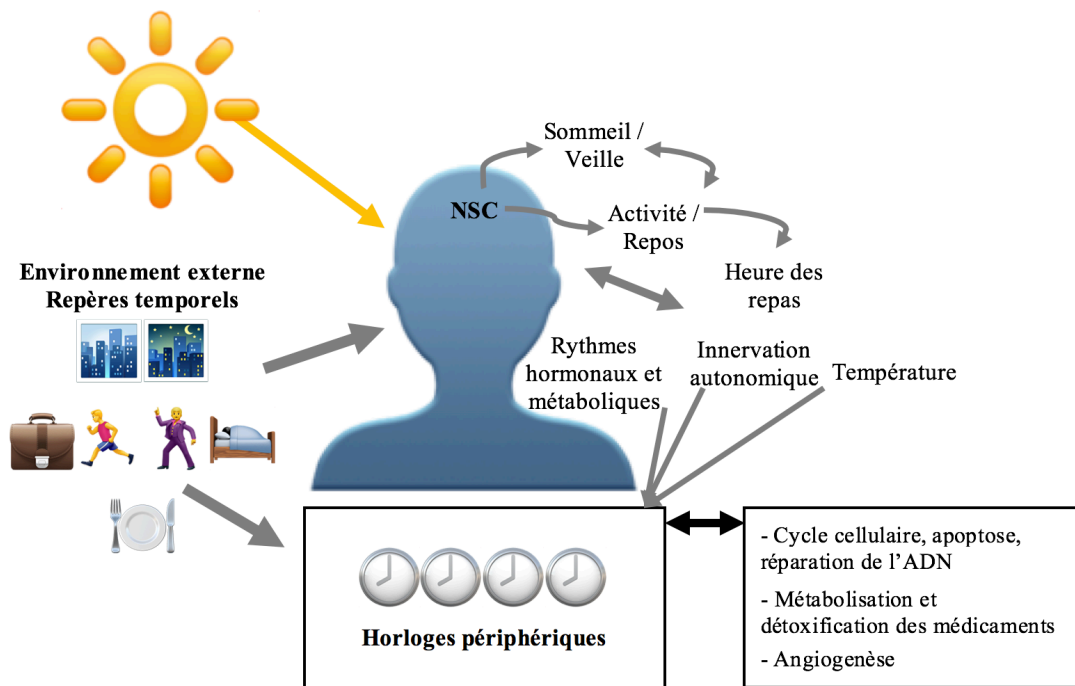 Sommeil /
Veille
NSC
Activité /
Repos
Environnement externe
Repères temporels
Heure des
repas
Rythmes
hormonaux et
métaboliques
Innervation
autonomique
Température
Horloges périphériques
- Cycle cellulaire, apoptose,
réparation de l’ADN
- Métabolisation et
détoxification des médicaments
- Angiogenèse